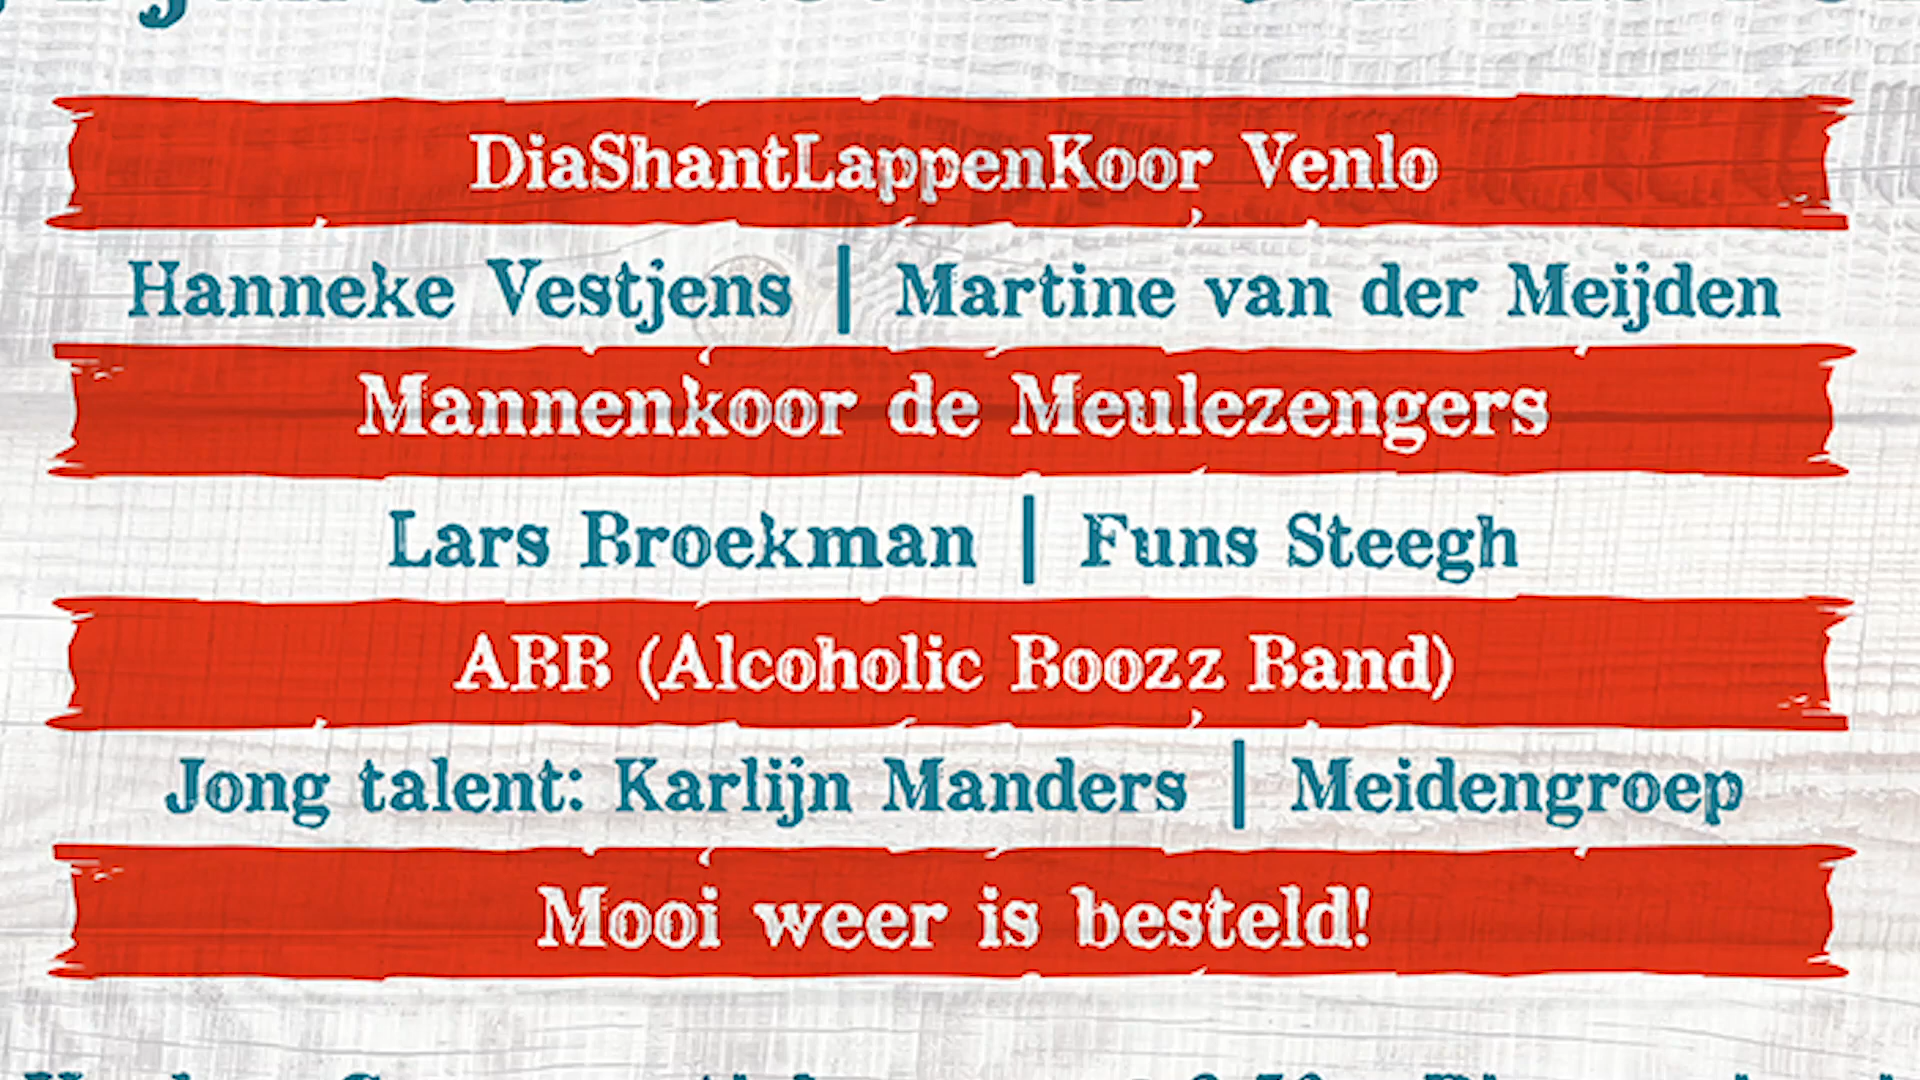 DiaShantLappenKoor Venlo
Hanneke Vestjens | Martine van der Meijden
Mannenkoor de Meulezengers
Lars Broekman | Funs Steegh
ABB (Alcoholic Boozz Band)
Jong talent: Karlijn Manders | Meidengroep
Mooi weer is besteld!